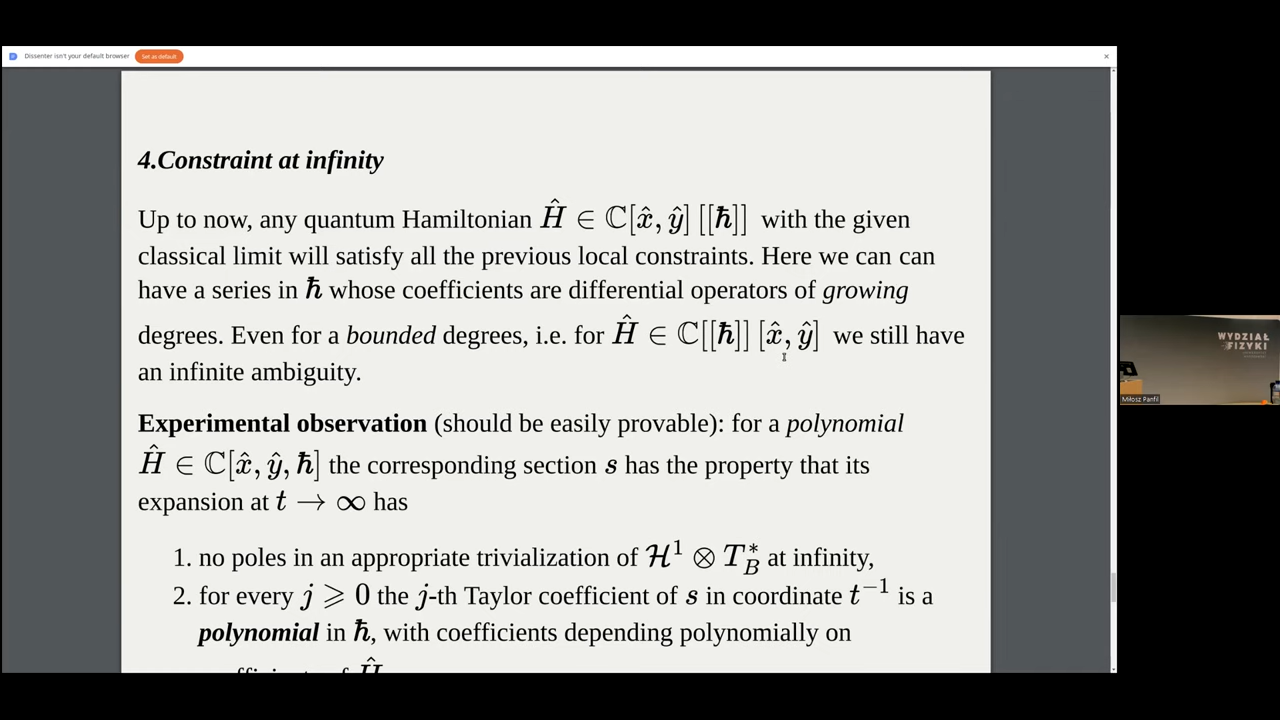 Dissenter isn't your default browser Set as default
4.Constraint at infinity
Up to now, any quantum Hamiltonian Ĥ ∈ ℂ[x̂, ŷ] [[ℏ]] with the given
classical limit will satisfy all the previous local constraints. Here we can can
have a series in ℏ whose coefficients are differential operators of growing
degrees. Even for a bounded degrees, i.e. for Ĥ ∈ ℂ[[ℏ]] [x̂, ŷ] we still have
an infinite ambiguity.
Experimental observation (should be easily provable): for a polynomial
Ĥ ∈ ℂ[x̂, ŷ, ℏ] the corresponding section s has the property that its
expansion at t → ∞ has
1. no poles in an appropriate trivialization of ℋ¹ ⊗ T*_B at infinity,
2. for every j ⩾ 0 the j-th Taylor coefficient of s in coordinate t⁻¹ is a
polynomial in ℏ, with coefficients depending polynomially on
WYDZIAŁ
FIZYKI
Miłosz Panfil